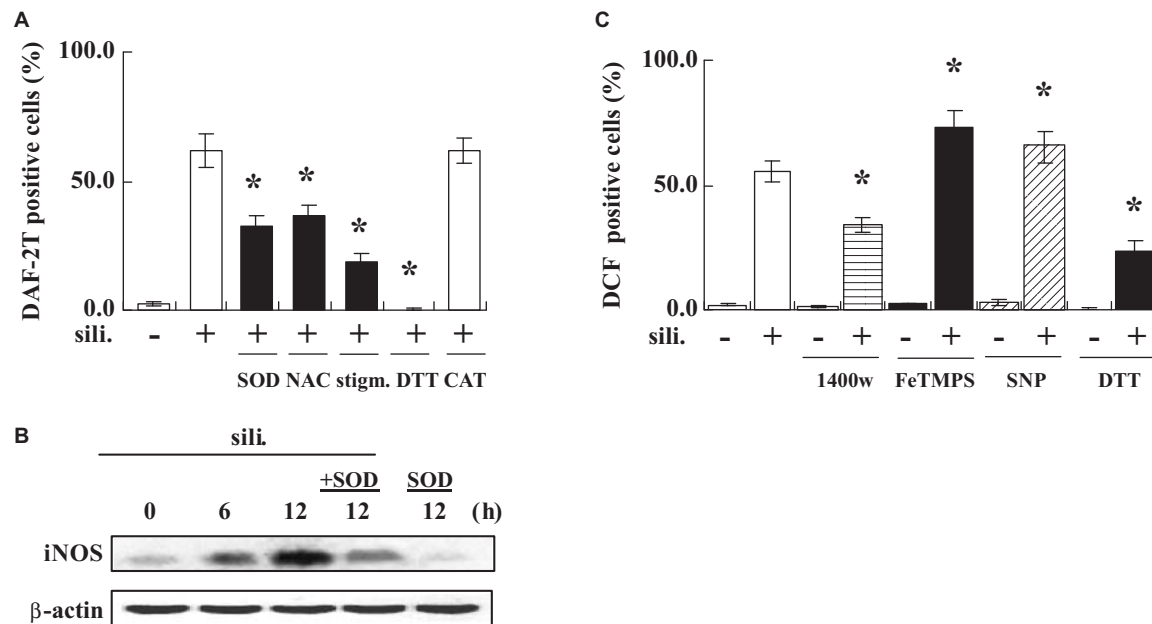 A
DAF-2T positive cells (%)
100.0
50.0
0.0
* * * *
sili. - + + + + + +
SOD NAC stigm. DTT CAT
B
sili.
+SOD SOD
0 6 12 12 12 (h)
iNOS
β-actin
C
DCF positive cells (%)
100.0
50.0
0.0
* * * *
sili. - + - + - + - + - +
1400w FeTMPS SNP DTT